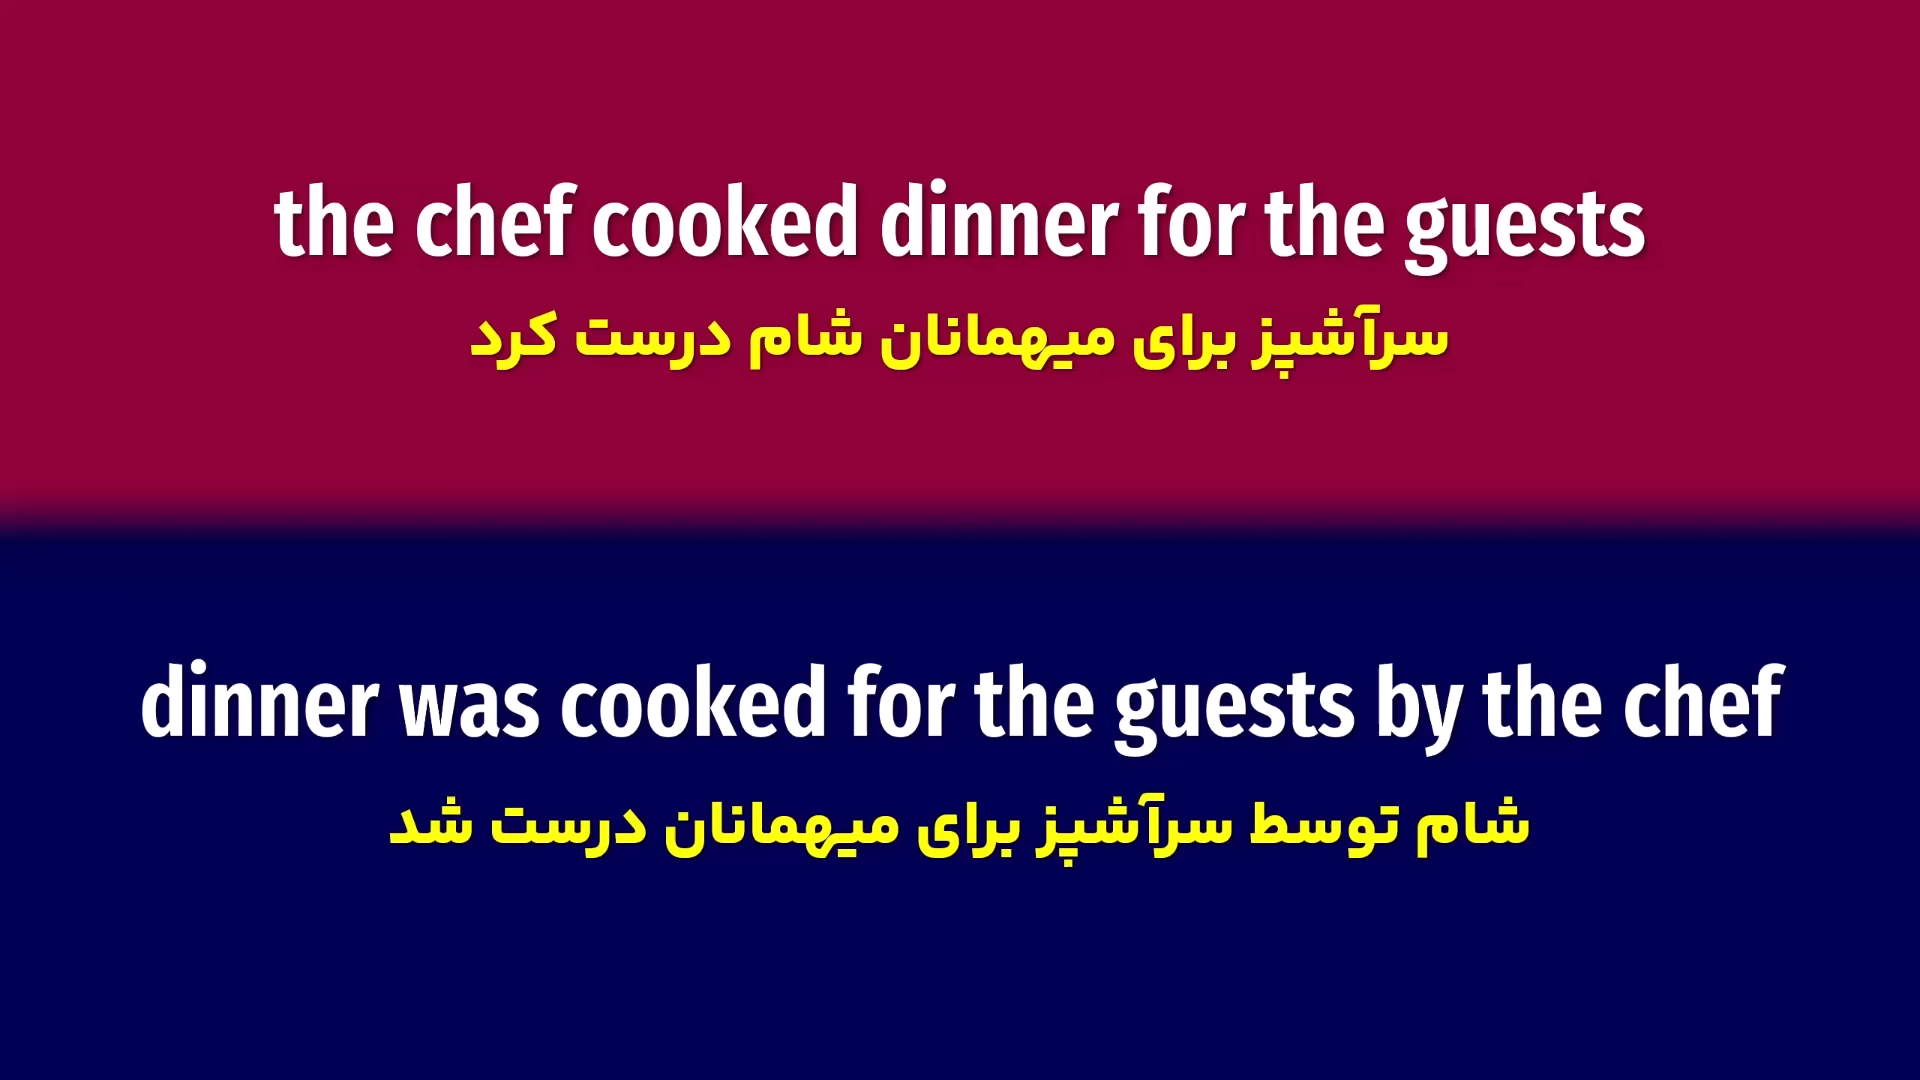 the chef cooked dinner for the guests
سرآشپز برای میهمانان شام درست کرد
dinner was cooked for the guests by the chef
شام توسط سرآشپز برای میهمانان درست شد